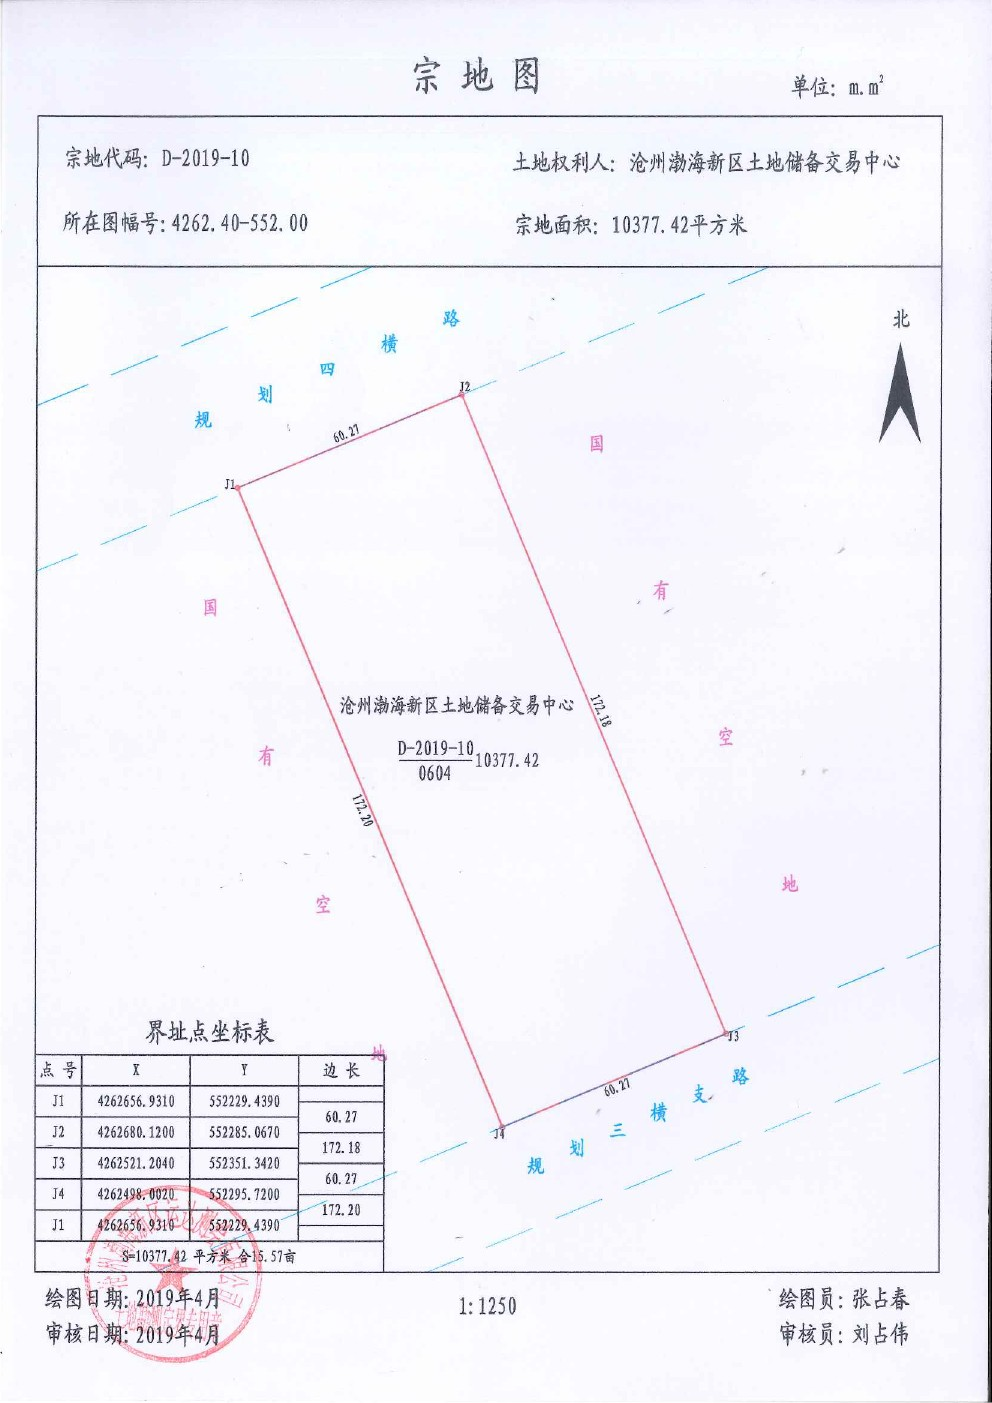 宗地图
单位: m.m²
宗地代码: D-2019-10
土地权利人: 沧州渤海新区土地储备交易中心
所在图幅号: 4262.40-552.00
宗地面积: 10377.42平方米
规划四横路
北
J2
60.27
J1
国有空地
国有空地
172.18
172.20
沧州渤海新区土地储备交易中心
D-2019-10
0604
10377.42
J3
60.27
J4
规划三横支路
界址点坐标表
点号 X Y 边长
J1 4262656.9310 552229.4390
60.27
J2 4262680.1200 552285.0670
172.18
J3 4262521.2040 552351.3420
60.27
J4 4262498.0020 552295.7200
172.20
J1 4262656.9310 552229.4390
S=10377.42 平方米 合15.57亩
绘图日期: 2019年4月
1:1250
绘图员: 张占春
审核日期: 2019年4月
审核员: 刘占伟